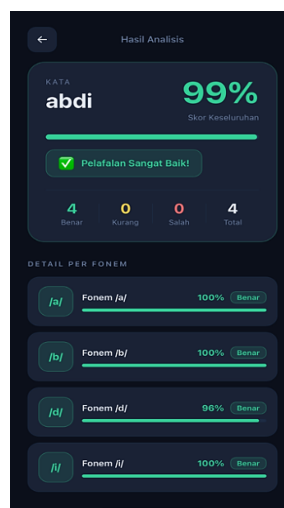 Hasil Analisis
KATA
abdi
99%
Skor Keseluruhan
Pelafalan Sangat Baik!
4 0 0 4
Benar Kurang Salah Total
DETAIL PER FONEM
/a/ Fonem /a/ 100% Benar
/b/ Fonem /b/ 100% Benar
/d/ Fonem /d/ 96% Benar
/i/ Fonem /i/ 100% Benar